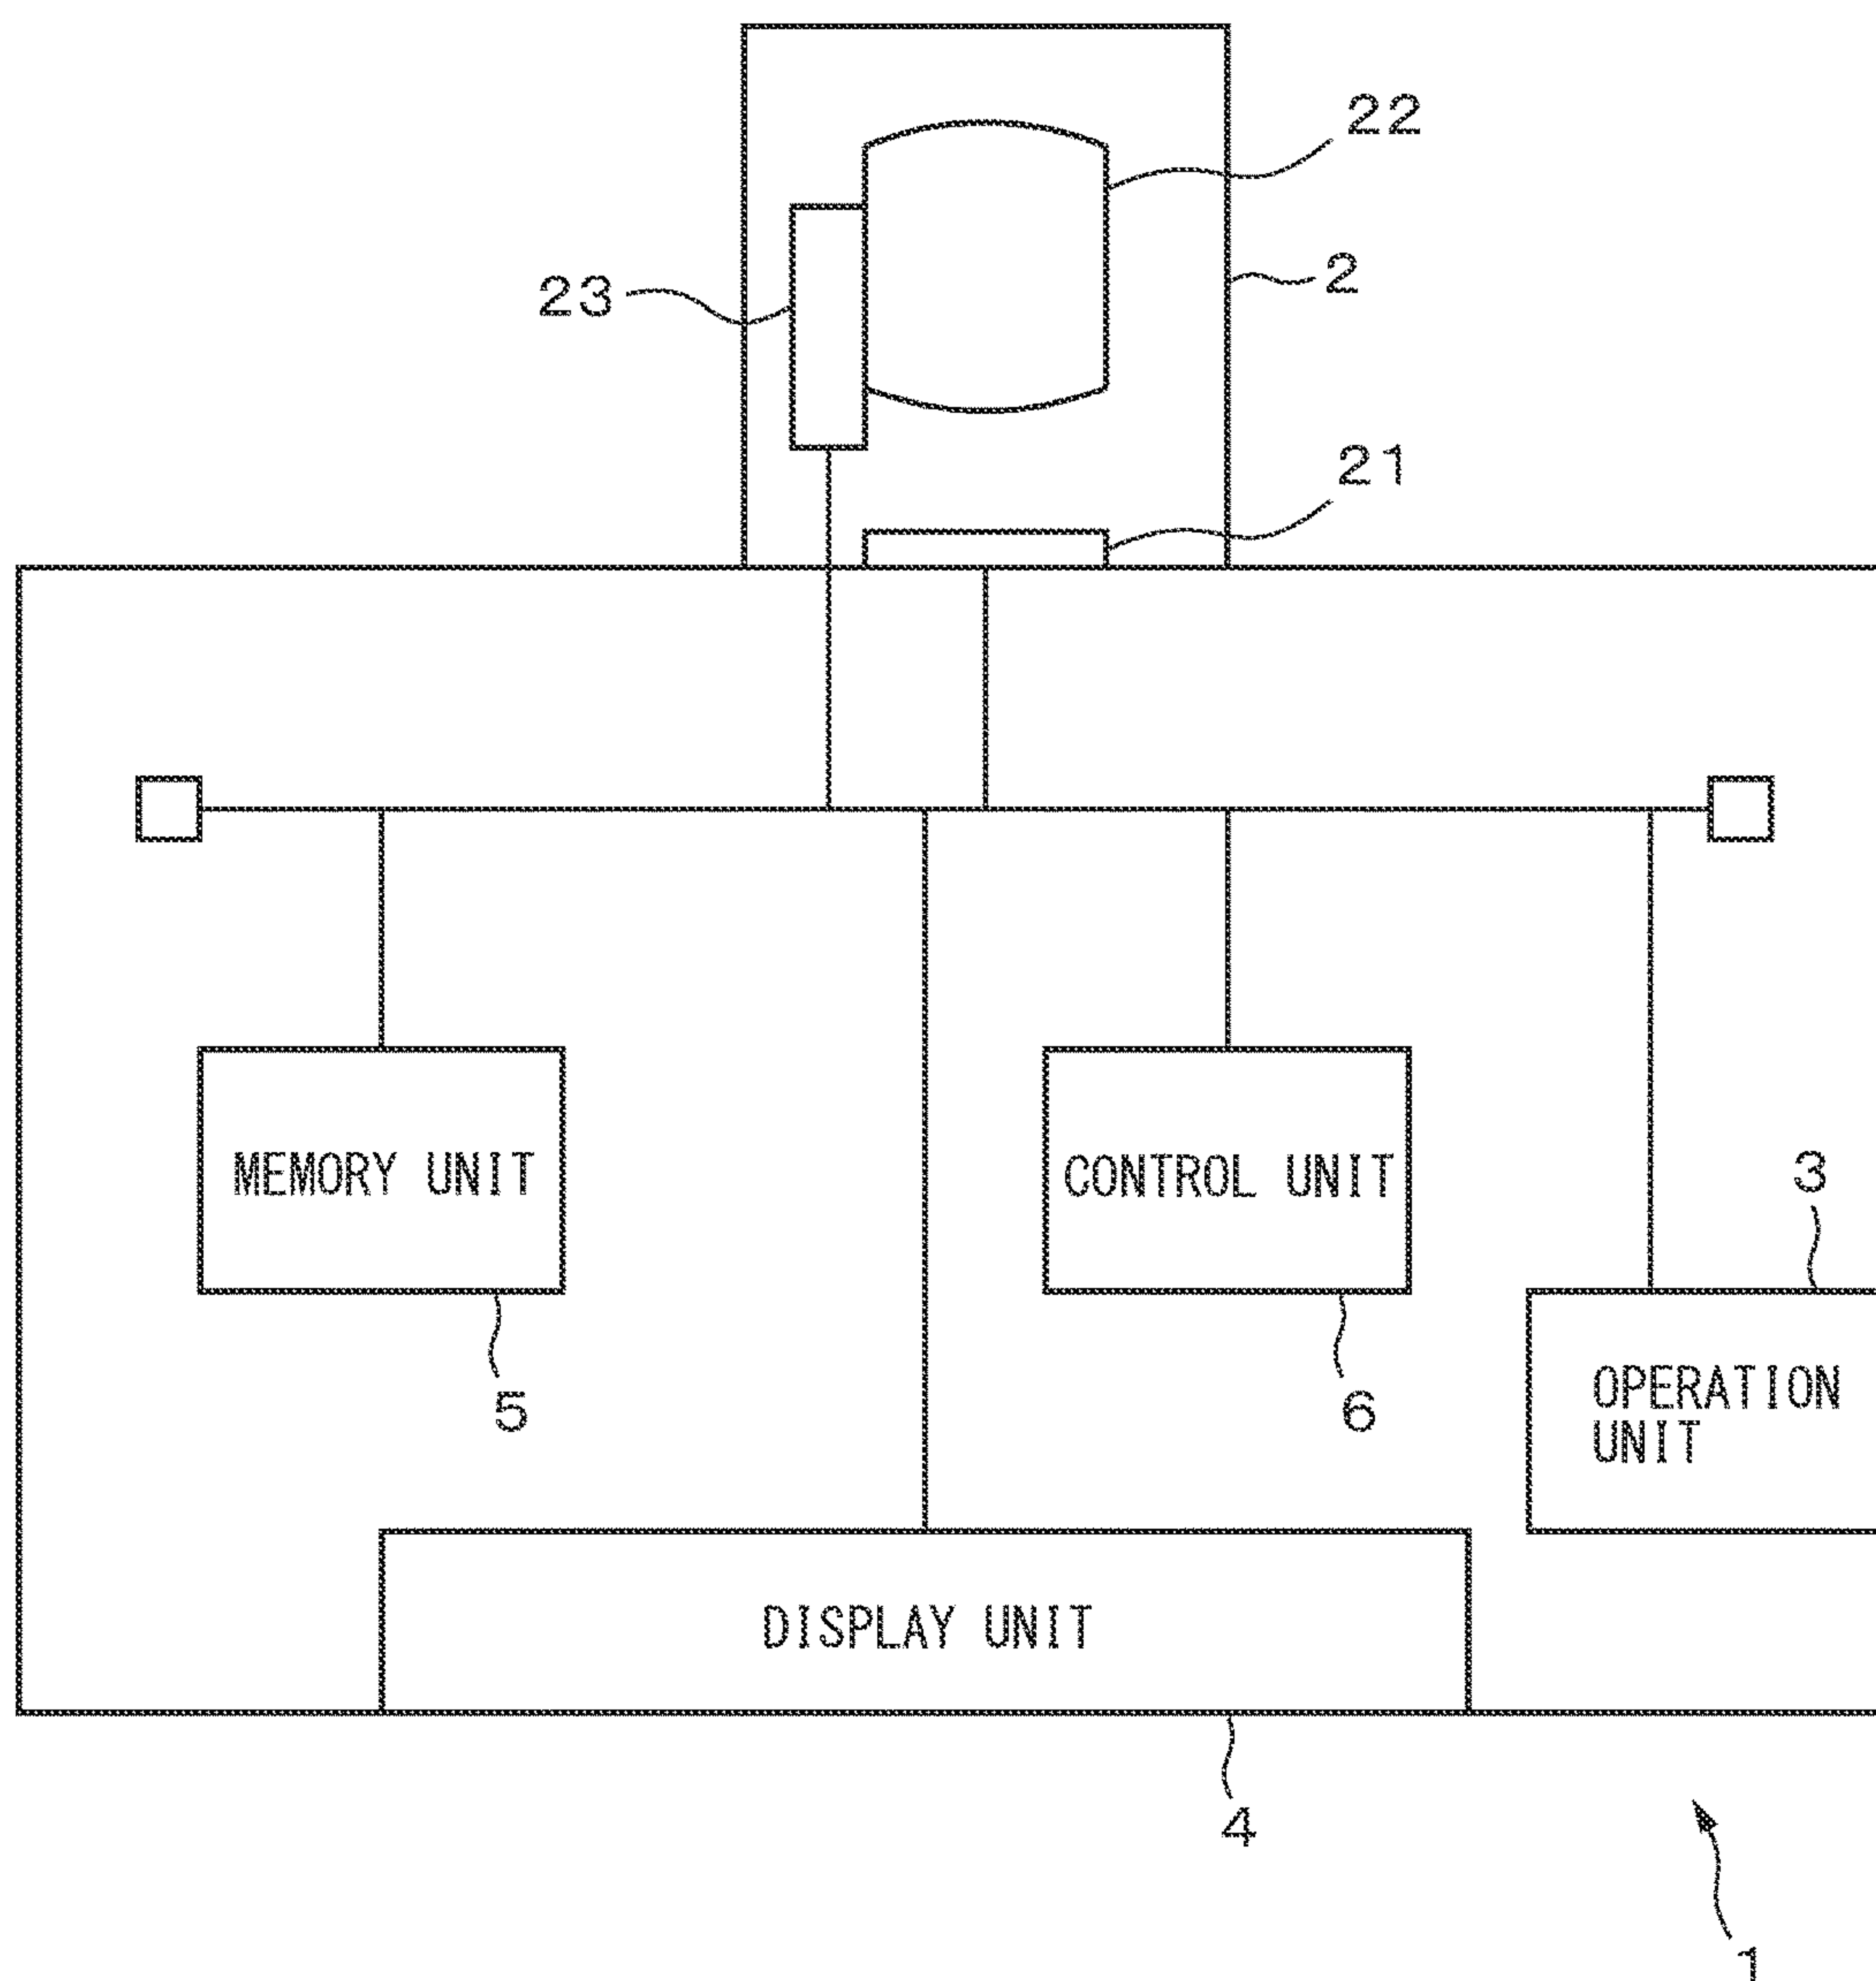 22
2
23
21
MEMORY UNIT
CONTROL UNIT
3
OPERATION
UNIT
5
6
DISPLAY UNIT
4
1